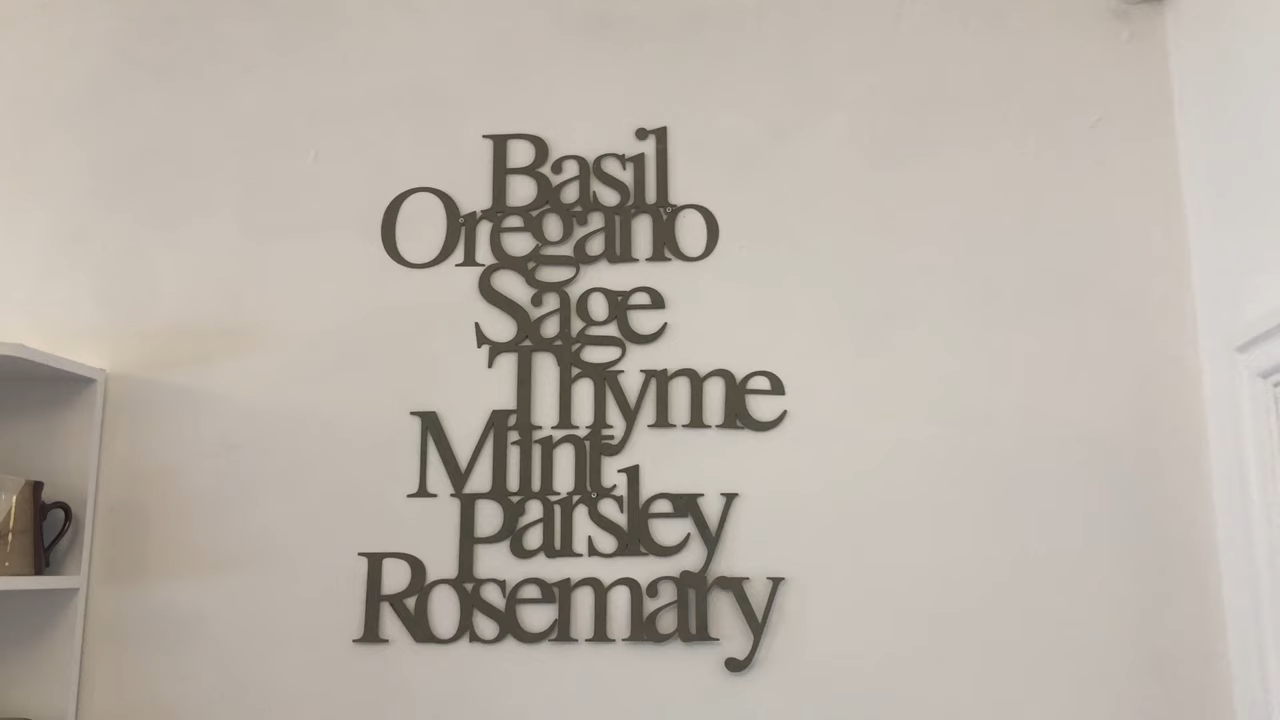 Basil
Oregano
Sage
Thyme
Mint
Parsley
Rosemary